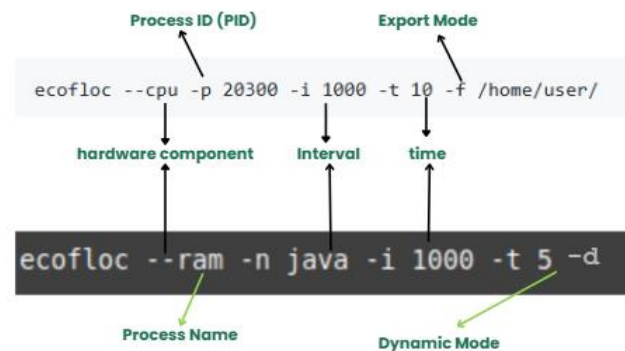 Process ID (PID) Export Mode
ecofloc --cpu -p 20300 -i 1000 -t 10 -f /home/user/
hardware component Interval time
ecofloc --ram -n java -i 1000 -t 5 -d
Process Name Dynamic Mode